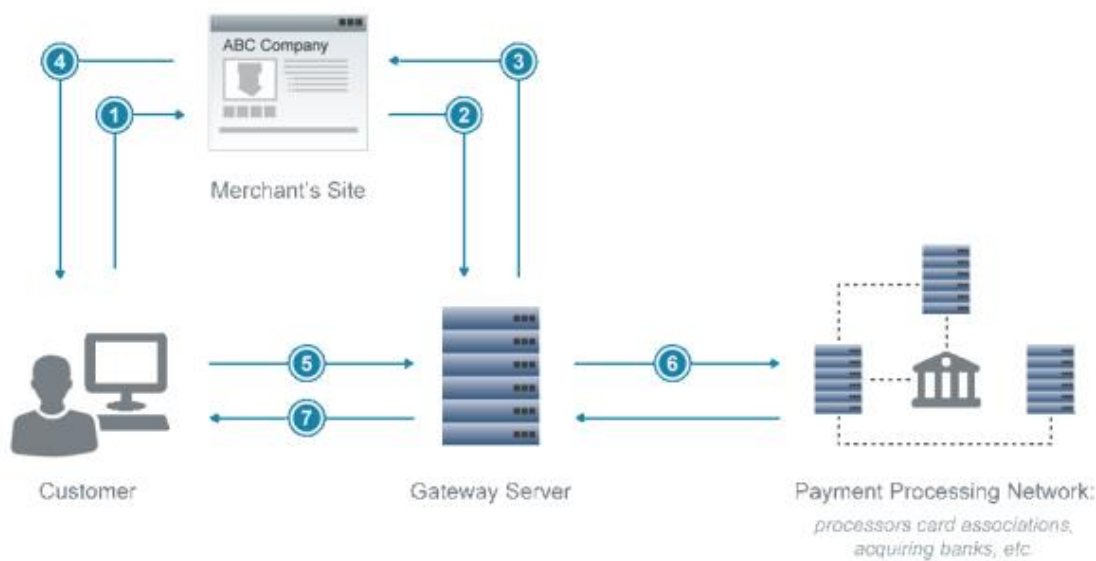 ABC Company
4
3
1
2
Merchant's Site
5
6
7
Customer
Gateway Server
Payment Processing Network:
processors card associations,
acquiring banks, etc.